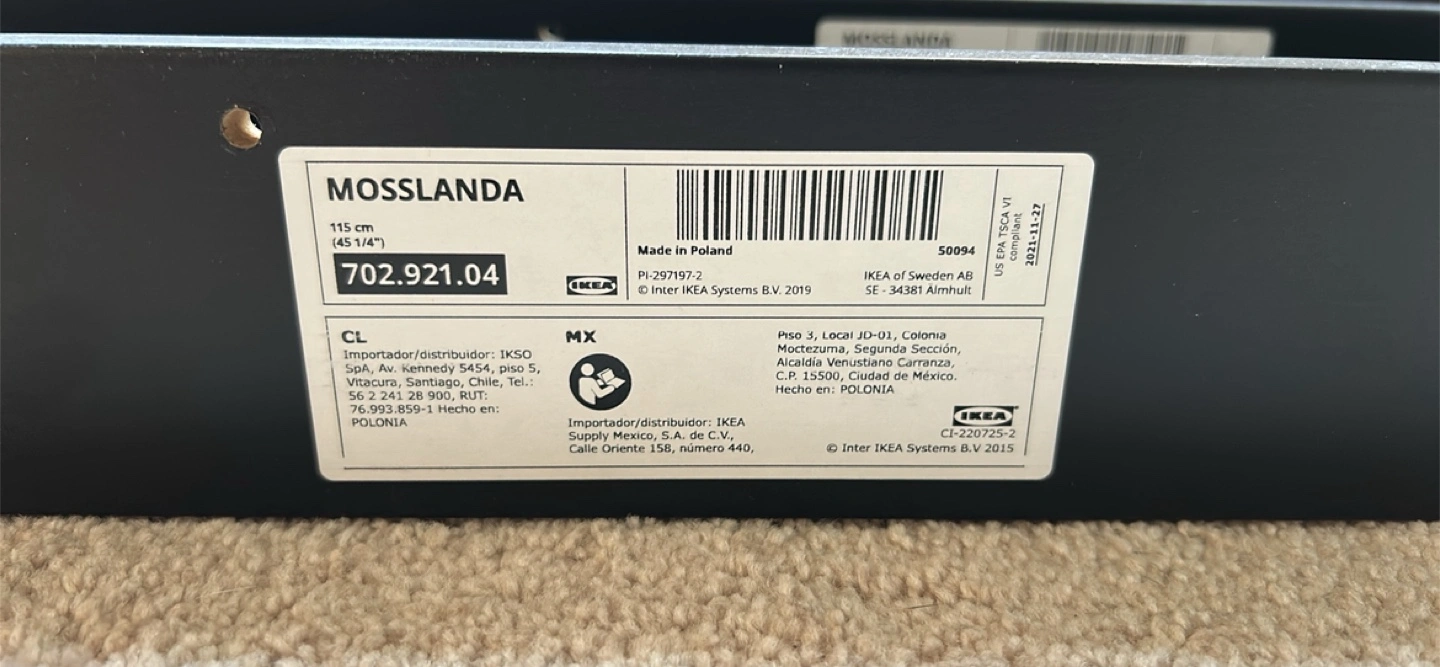 MOSSLANDA
MOSSLANDA
115 cm
(45 1/4")
702.921.04
IKEA
Made in Poland
50094
PI-297197-2
IKEA of Sweden AB
© Inter IKEA Systems B.V. 2019
SE - 34381 Älmhult
US EPA TSCA VI
compliant
2021-11-27
CL
Importador/distribuidor: IKSO
SpA, Av. Kennedy 5454, piso 5,
Vitacura, Santiago, Chile, Tel.:
56 2 241 28 900, RUT:
76.993.859-1 Hecho en:
POLONIA
MX
Importador/distribuidor: IKEA
Supply Mexico, S.A. de C.V.,
Calle Oriente 158, número 440,
Piso 3, Local JD-01, Colonia
Moctezuma, Segunda Sección,
Alcaldía Venustiano Carranza,
C.P. 15500, Ciudad de México.
Hecho en: POLONIA
IKEA
CI-220725-2
© Inter IKEA Systems B.V 2015